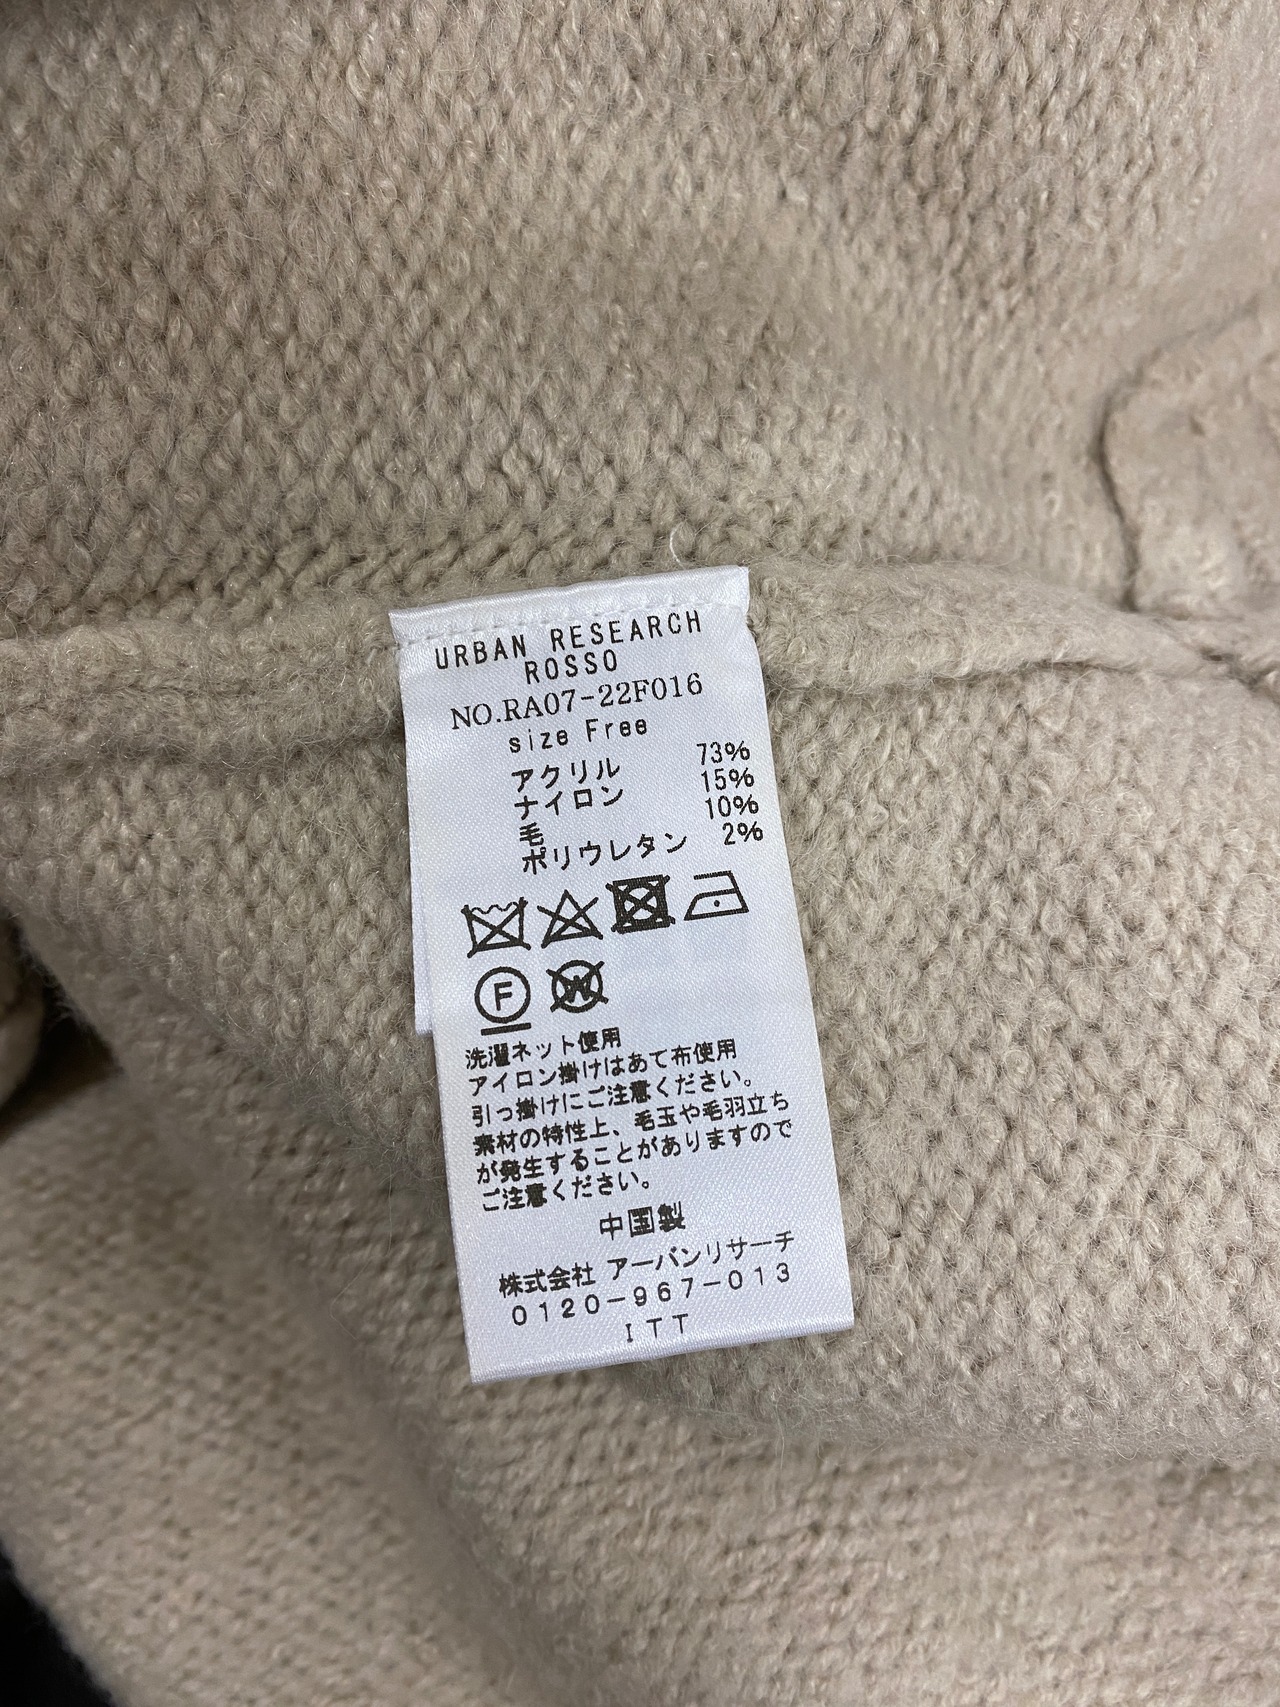 URBAN RESEARCH
ROSSO
NO.RA07-22F016
size Free
アクリル 73%
ナイロン 15%
毛 10%
ポリウレタン 2%
F W
洗濯ネット使用
アイロン掛けはあて布使用
引っ掛けにご注意ください。
素材の特性上、毛玉や毛羽立ち
が発生することがありますので
ご注意ください。
中国製
株式会社 アーバンリサーチ
0120-967-013
ITT